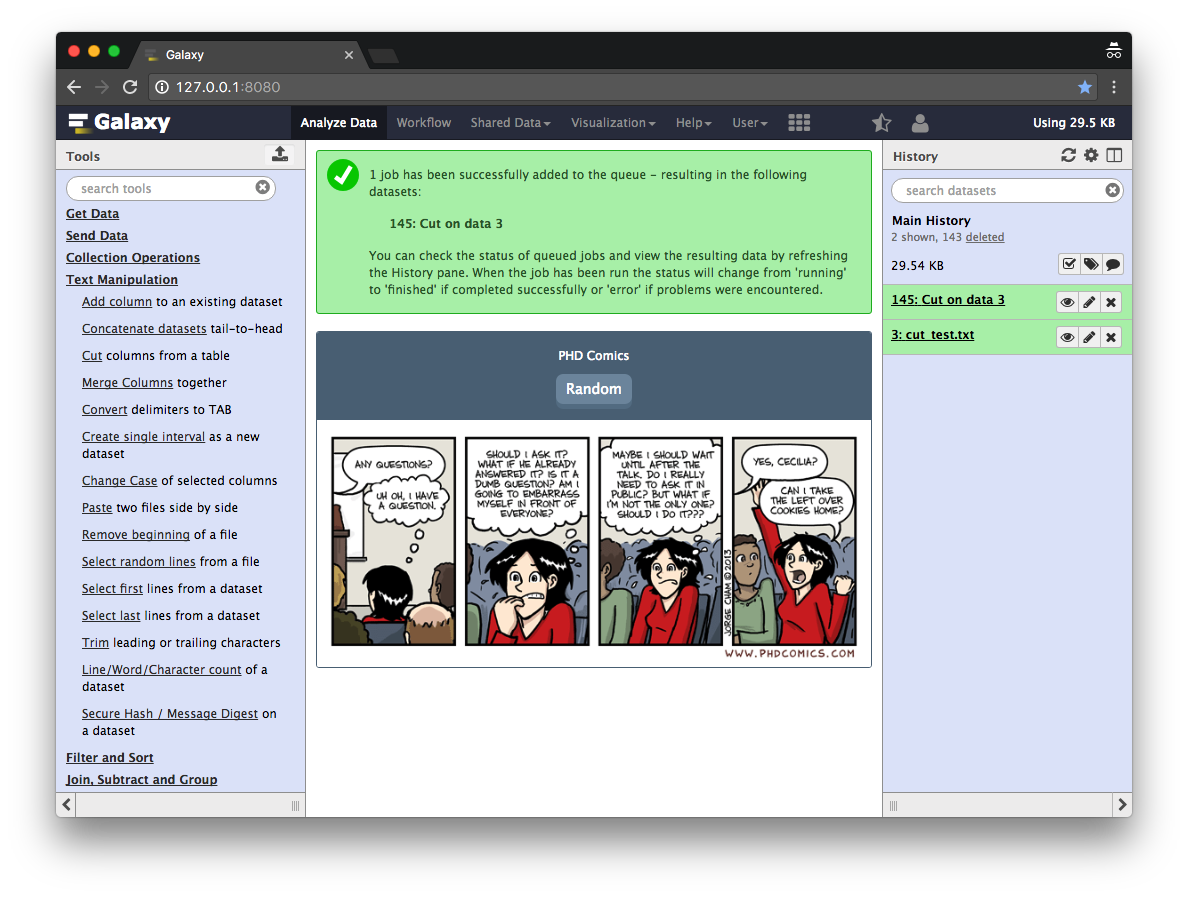 Galaxy
127.0.0.1:8080
Galaxy
Analyze Data
Workflow
Shared Data
Visualization
Help
User
Using 29.5 KB
Tools
search tools
Get Data
Send Data
Collection Operations
Text Manipulation
Add column to an existing dataset
Concatenate datasets tail-to-head
Cut columns from a table
Merge Columns together
Convert delimiters to TAB
Create single interval as a new
dataset
Change Case of selected columns
Paste two files side by side
Remove beginning of a file
Select random lines from a file
Select first lines from a dataset
Select last lines from a dataset
Trim leading or trailing characters
Line/Word/Character count of a
dataset
Secure Hash / Message Digest on
a dataset
Filter and Sort
Join, Subtract and Group
1 job has been successfully added to the queue - resulting in the following
datasets:
145: Cut on data 3
You can check the status of queued jobs and view the resulting data by refreshing
the History pane. When the job has been run the status will change from 'running'
to 'finished' if completed successfully or 'error' if problems were encountered.
PHD Comics
Random
ANY QUESTIONS?
UH OH, I HAVE
A QUESTION.
SHOULD I ASK IT?
WHAT IF HE ALREADY
ANSWERED IT? IS IT A
DUMB QUESTION? AM I
GOING TO EMBARRASS
MYSELF IN FRONT OF
EVERYONE?
MAYBE I SHOULD WAIT
UNTIL AFTER THE
TALK. DO I REALLY
NEED TO ASK IT IN
PUBLIC? BUT WHAT IF
I'M NOT THE ONLY ONE?
SHOULD I DO IT???
YES, CECILIA?
CAN I TAKE
THE LEFT OVER
COOKIES HOME?
JORGE CHAM © 2013
WWW.PHDCOMICS.COM
History
search datasets
Main History
2 shown, 143 deleted
29.54 KB
145: Cut on data 3
3: cut_test.txt